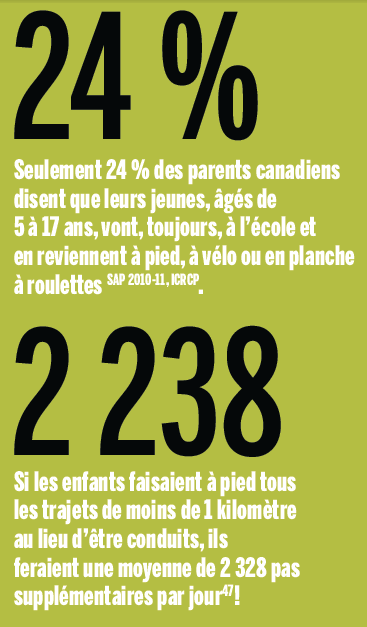 24 %
Seulement 24 % des parents canadiens
disent que leurs jeunes, âgés de
5 à 17 ans, vont, toujours, à l'école et
en reviennent à pied, à vélo ou en planche
à roulettes SAP 2010-11, ICRCP.
2 238
Si les enfants faisaient à pied tous
les trajets de moins de 1 kilomètre
au lieu d'être conduits, ils
feraient une moyenne de 2 328 pas
supplémentaires par jour47!